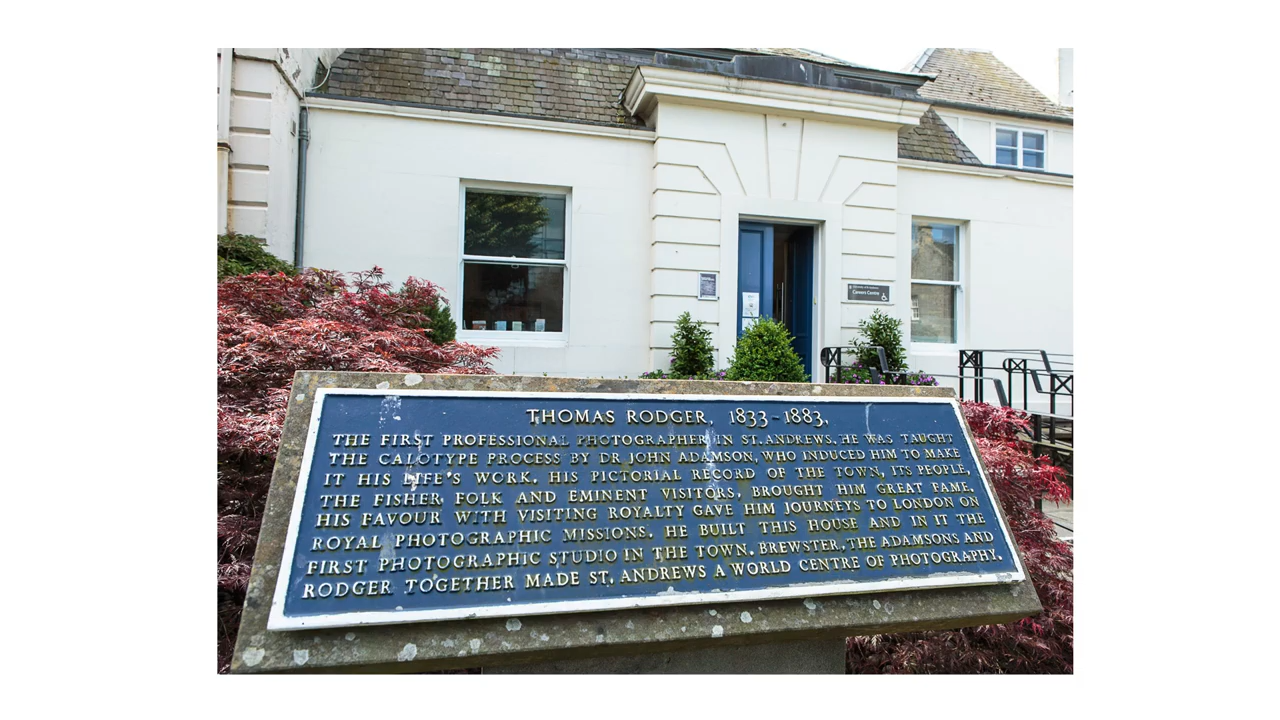 University of St Andrews
Careers Centre
THOMAS RODGER, 1833-1883,
THE FIRST PROFESSIONAL PHOTOGRAPHER IN ST. ANDREWS. HE WAS TAUGHT
THE CALOTYPE PROCESS BY DR JOHN ADAMSON, WHO INDUCED HIM TO MAKE
IT HIS LIFE'S WORK. HIS PICTORIAL RECORD OF THE TOWN, ITS PEOPLE,
THE FISHER FOLK AND EMINENT VISITORS, BROUGHT HIM GREAT FAME.
HIS FAVOUR WITH VISITING ROYALTY GAVE HIM JOURNEYS TO LONDON ON
ROYAL PHOTOGRAPHIC MISSIONS. HE BUILT THIS HOUSE AND IN IT THE
FIRST PHOTOGRAPHIC STUDIO IN THE TOWN. BREWSTER, THE ADAMSONS AND
RODGER TOGETHER MADE ST. ANDREWS A WORLD CENTRE OF PHOTOGRAPHY.